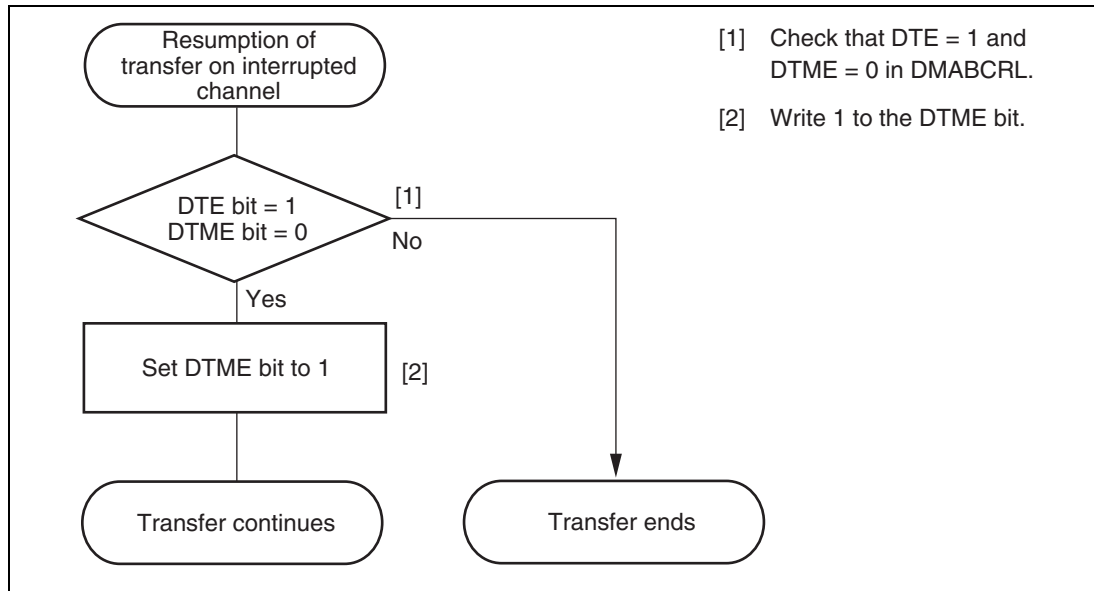 Resumption of
transfer on interrupted
channel
[1] Check that DTE = 1 and
DTME = 0 in DMABCRL.
[2] Write 1 to the DTME bit.
DTE bit = 1
DTME bit = 0
[1]
No
Yes
Set DTME bit to 1
[2]
Transfer continues
Transfer ends